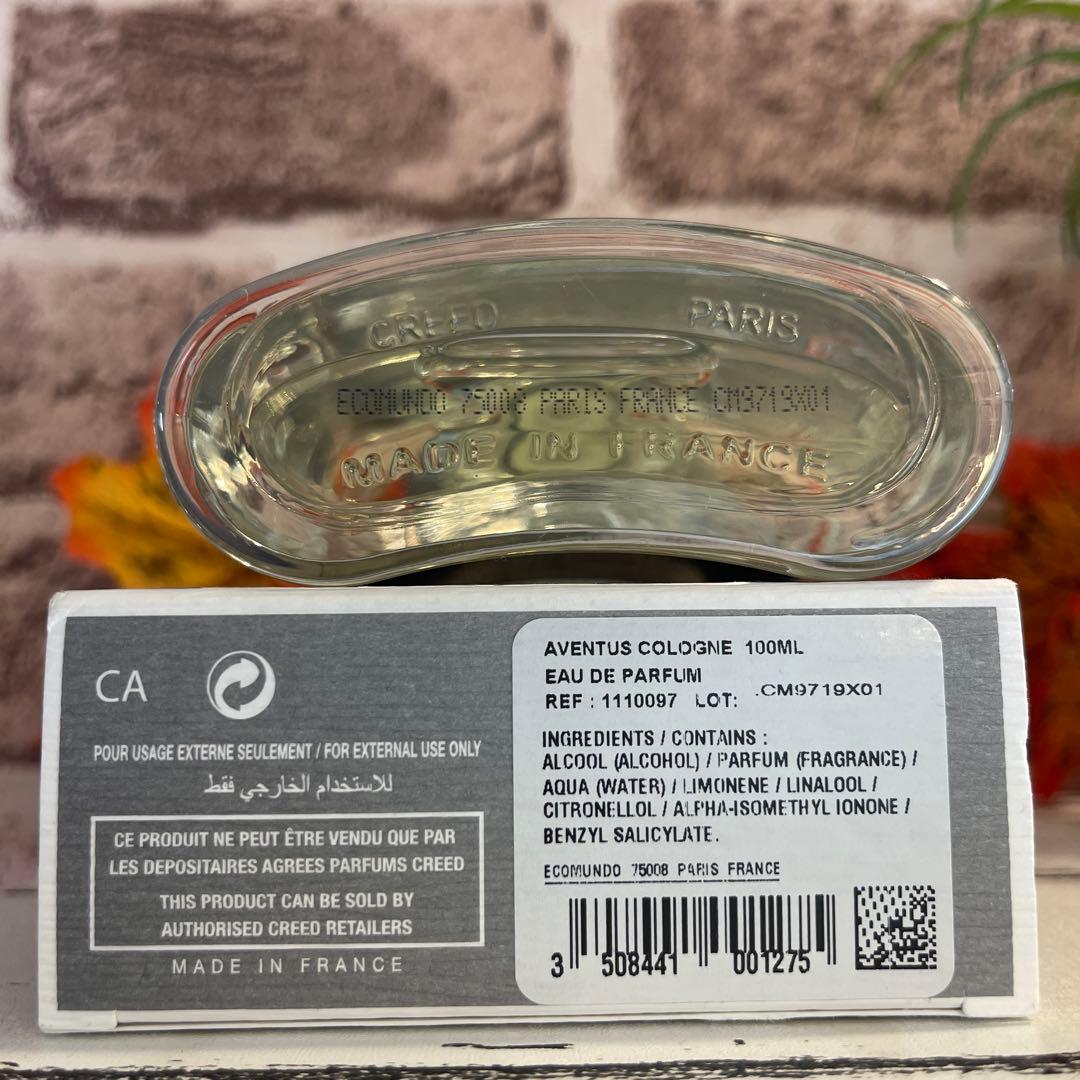 CREED PARIS
ECOMUNDO 75008 PARIS FRANCE CM9719X01
MADE IN FRANCE
CA
POUR USAGE EXTERNE SEULEMENT / FOR EXTERNAL USE ONLY
للاستخدام الخارجي فقط
CE PRODUIT NE PEUT ÊTRE VENDU QUE PAR
LES DEPOSITAIRES AGREES PARFUMS CREED
THIS PRODUCT CAN BE SOLD BY
AUTHORISED CREED RETAILERS
MADE IN FRANCE
AVENTUS COLOGNE 100ML
EAU DE PARFUM
REF : 1110097 LOT: .CM9719X01
INGREDIENTS / CONTAINS :
ALCOOL (ALCOHOL) / PARFUM (FRAGRANCE) /
AQUA (WATER) / LIMONENE / LINALOOL /
CITRONELLOL / ALPHA-ISOMETHYL IONONE /
BENZYL SALICYLATE.
ECOMUNDO 75008 PARIS FRANCE
3 508441 001275